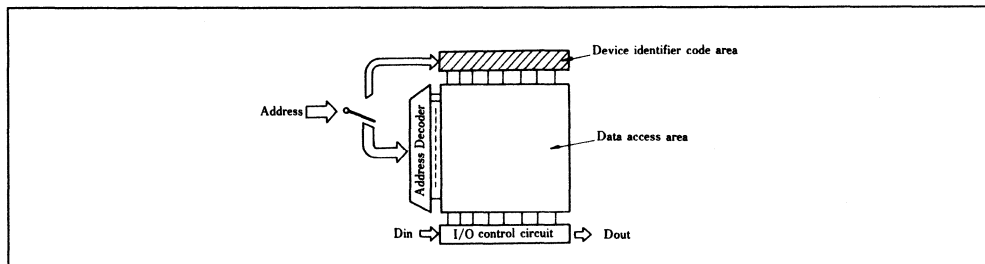 Device identifier code area
Address
Address Decoder
Data access area
Din
I/O control circuit
Dout